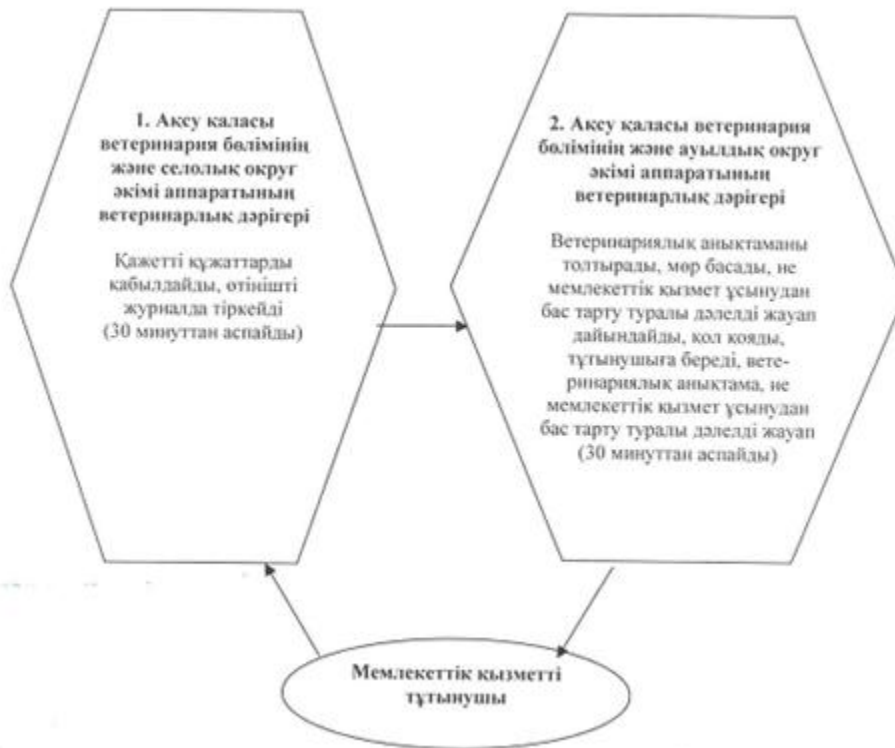 1. Ақсу қаласы
ветеринария бөлімінің
және селолық округ
әкімі аппаратының
ветеринарлық дәрігері
Қажетті құжаттарды
қабылдайды, өтінішті
журналда тіркейді
(30 минуттан аспайды)
2. Ақсу қаласы ветеринария
бөлімінің және ауылдық округ
әкімі аппаратының
ветеринарлық дәрігері
Ветеринариялық анықтаманы
толтырады, мөр басады, не
мемлекеттік қызмет ұсынудан
бас тарту туралы дәлелді жауап
дайындайды, қол қояды,
тұтынушыға береді, вете-
ринариялық анықтама, не
мемлекеттік қызмет ұсынудан
бас тарту туралы дәлелді жауап
(30 минуттан аспайды)
Мемлекеттік қызметті
тұтынушы